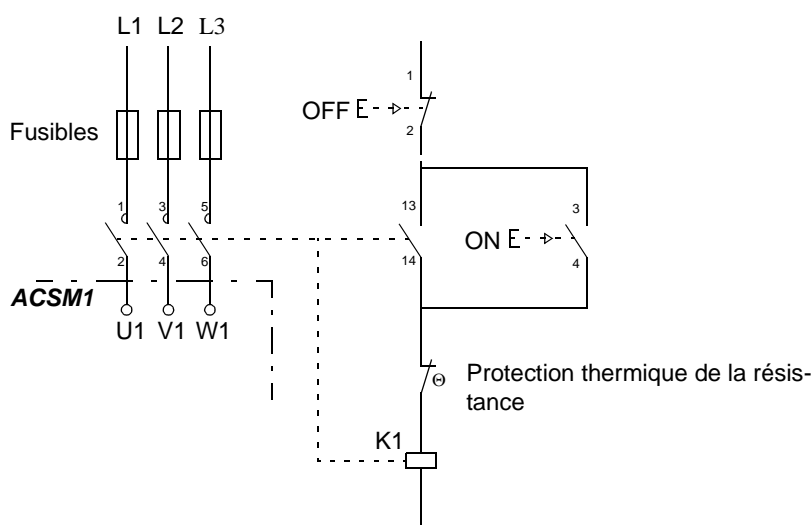 L1 L2 L3
1
OFF
2
Fusibles
1 3 5
13
3
ON
2 4 6
14
4
ACSM1
U1 V1 W1
Θ
Protection thermique de la résis-
tance
K1